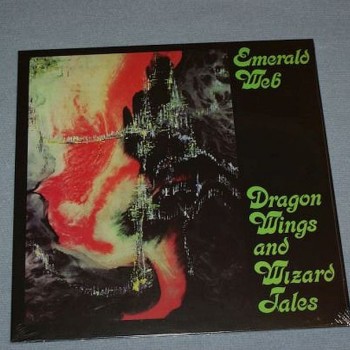 Emerald
Web
Dragon
Wings
and
Wizard
Tales